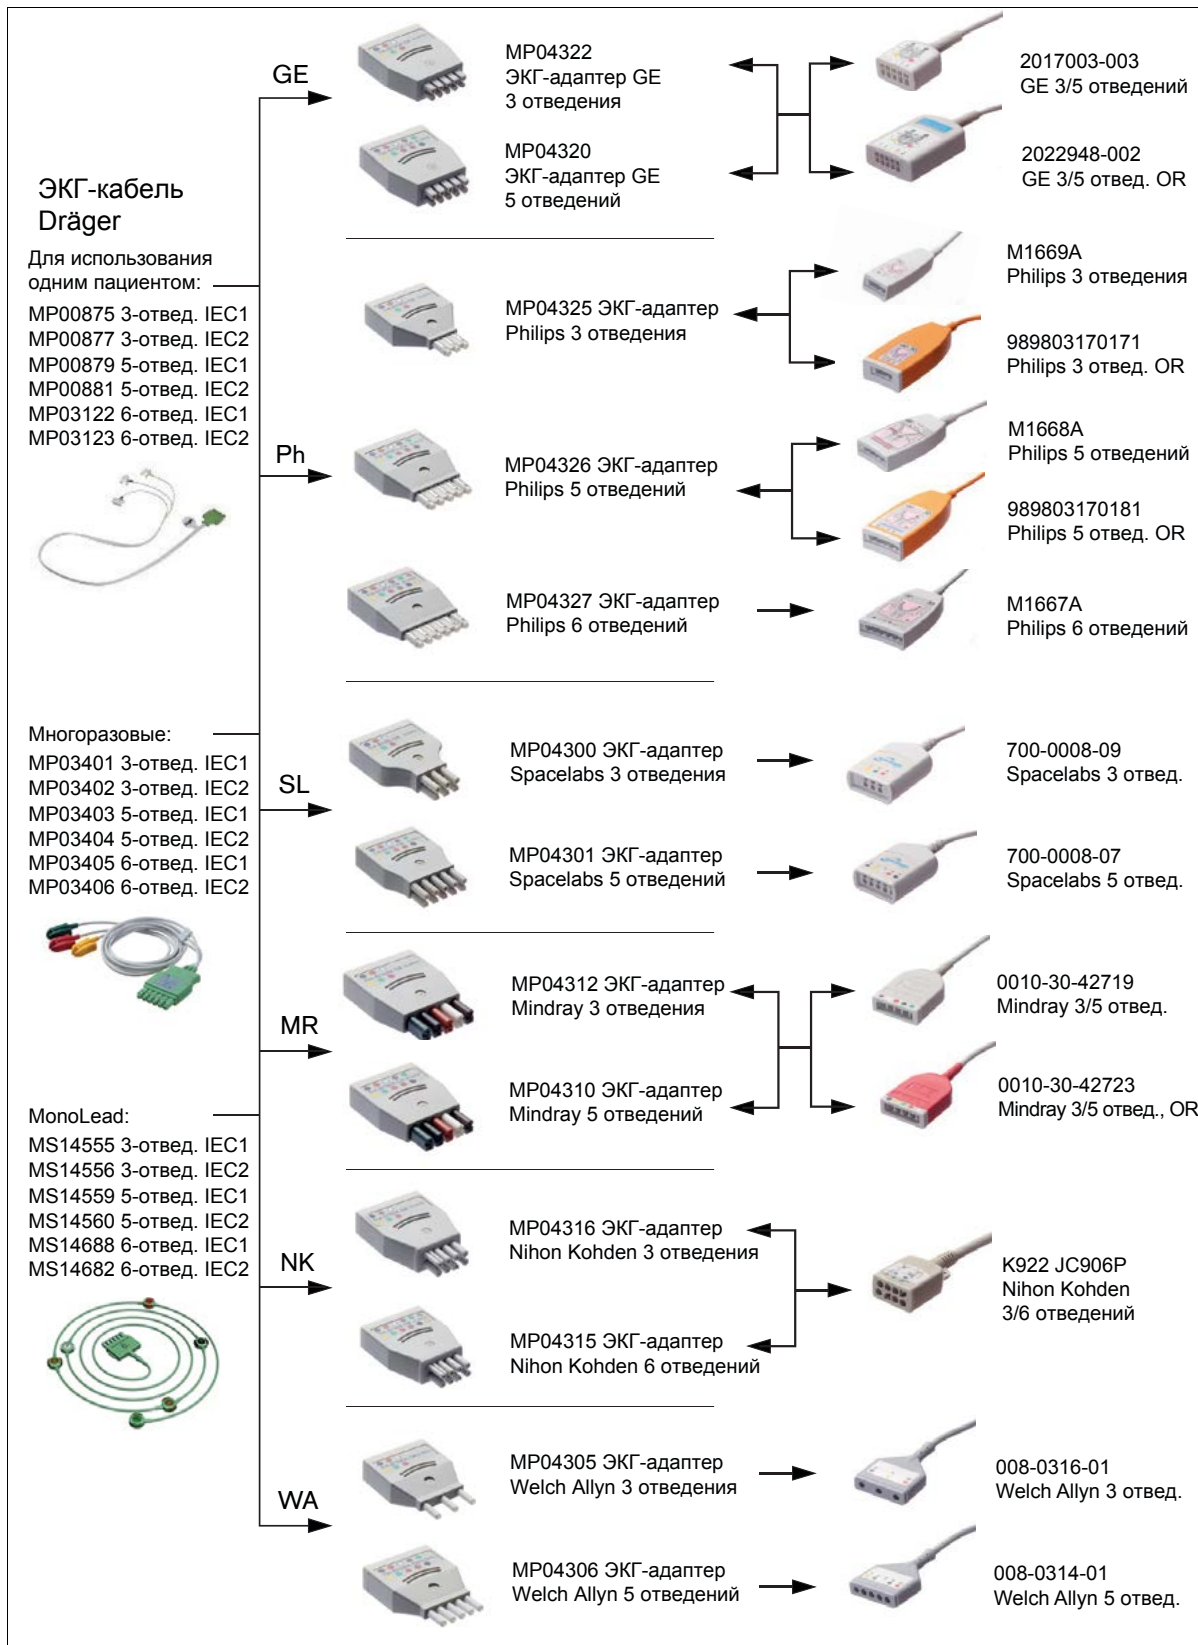 ЭКГ-кабель
Dräger
Для использования
одним пациентом:
MP00875 3-отвед. IEC1
MP00877 3-отвед. IEC2
MP00879 5-отвед. IEC1
MP00881 5-отвед. IEC2
MP03122 6-отвед. IEC1
MP03123 6-отвед. IEC2
Многоразовые:
MP03401 3-отвед. IEC1
MP03402 3-отвед. IEC2
MP03403 5-отвед. IEC1
MP03404 5-отвед. IEC2
MP03405 6-отвед. IEC1
MP03406 6-отвед. IEC2
MonoLead:
MS14555 3-отвед. IEC1
MS14556 3-отвед. IEC2
MS14559 5-отвед. IEC1
MS14560 5-отвед. IEC2
MS14688 6-отвед. IEC1
MS14682 6-отвед. IEC2
GE
MP04322
ЭКГ-адаптер GE
3 отведения
2017003-003
GE 3/5 отведений
MP04320
ЭКГ-адаптер GE
5 отведений
2022948-002
GE 3/5 отвед. OR
Ph
MP04325 ЭКГ-адаптер
Philips 3 отведения
M1669A
Philips 3 отведения
989803170171
Philips 3 отвед. OR
MP04326 ЭКГ-адаптер
Philips 5 отведений
M1668A
Philips 5 отведений
989803170181
Philips 5 отвед. OR
MP04327 ЭКГ-адаптер
Philips 6 отведений
M1667A
Philips 6 отведений
SL
MP04300 ЭКГ-адаптер
Spacelabs 3 отведения
700-0008-09
Spacelabs 3 отвед.
MP04301 ЭКГ-адаптер
Spacelabs 5 отведений
700-0008-07
Spacelabs 5 отвед.
MR
MP04312 ЭКГ-адаптер
Mindray 3 отведения
0010-30-42719
Mindray 3/5 отвед.
MP04310 ЭКГ-адаптер
Mindray 5 отведений
0010-30-42723
Mindray 3/5 отвед., OR
NK
MP04316 ЭКГ-адаптер
Nihon Kohden 3 отведения
MP04315 ЭКГ-адаптер
Nihon Kohden 6 отведений
K922 JC906P
Nihon Kohden
3/6 отведений
WA
MP04305 ЭКГ-адаптер
Welch Allyn 3 отведения
008-0316-01
Welch Allyn 3 отвед.
MP04306 ЭКГ-адаптер
Welch Allyn 5 отведений
008-0314-01
Welch Allyn 5 отвед.